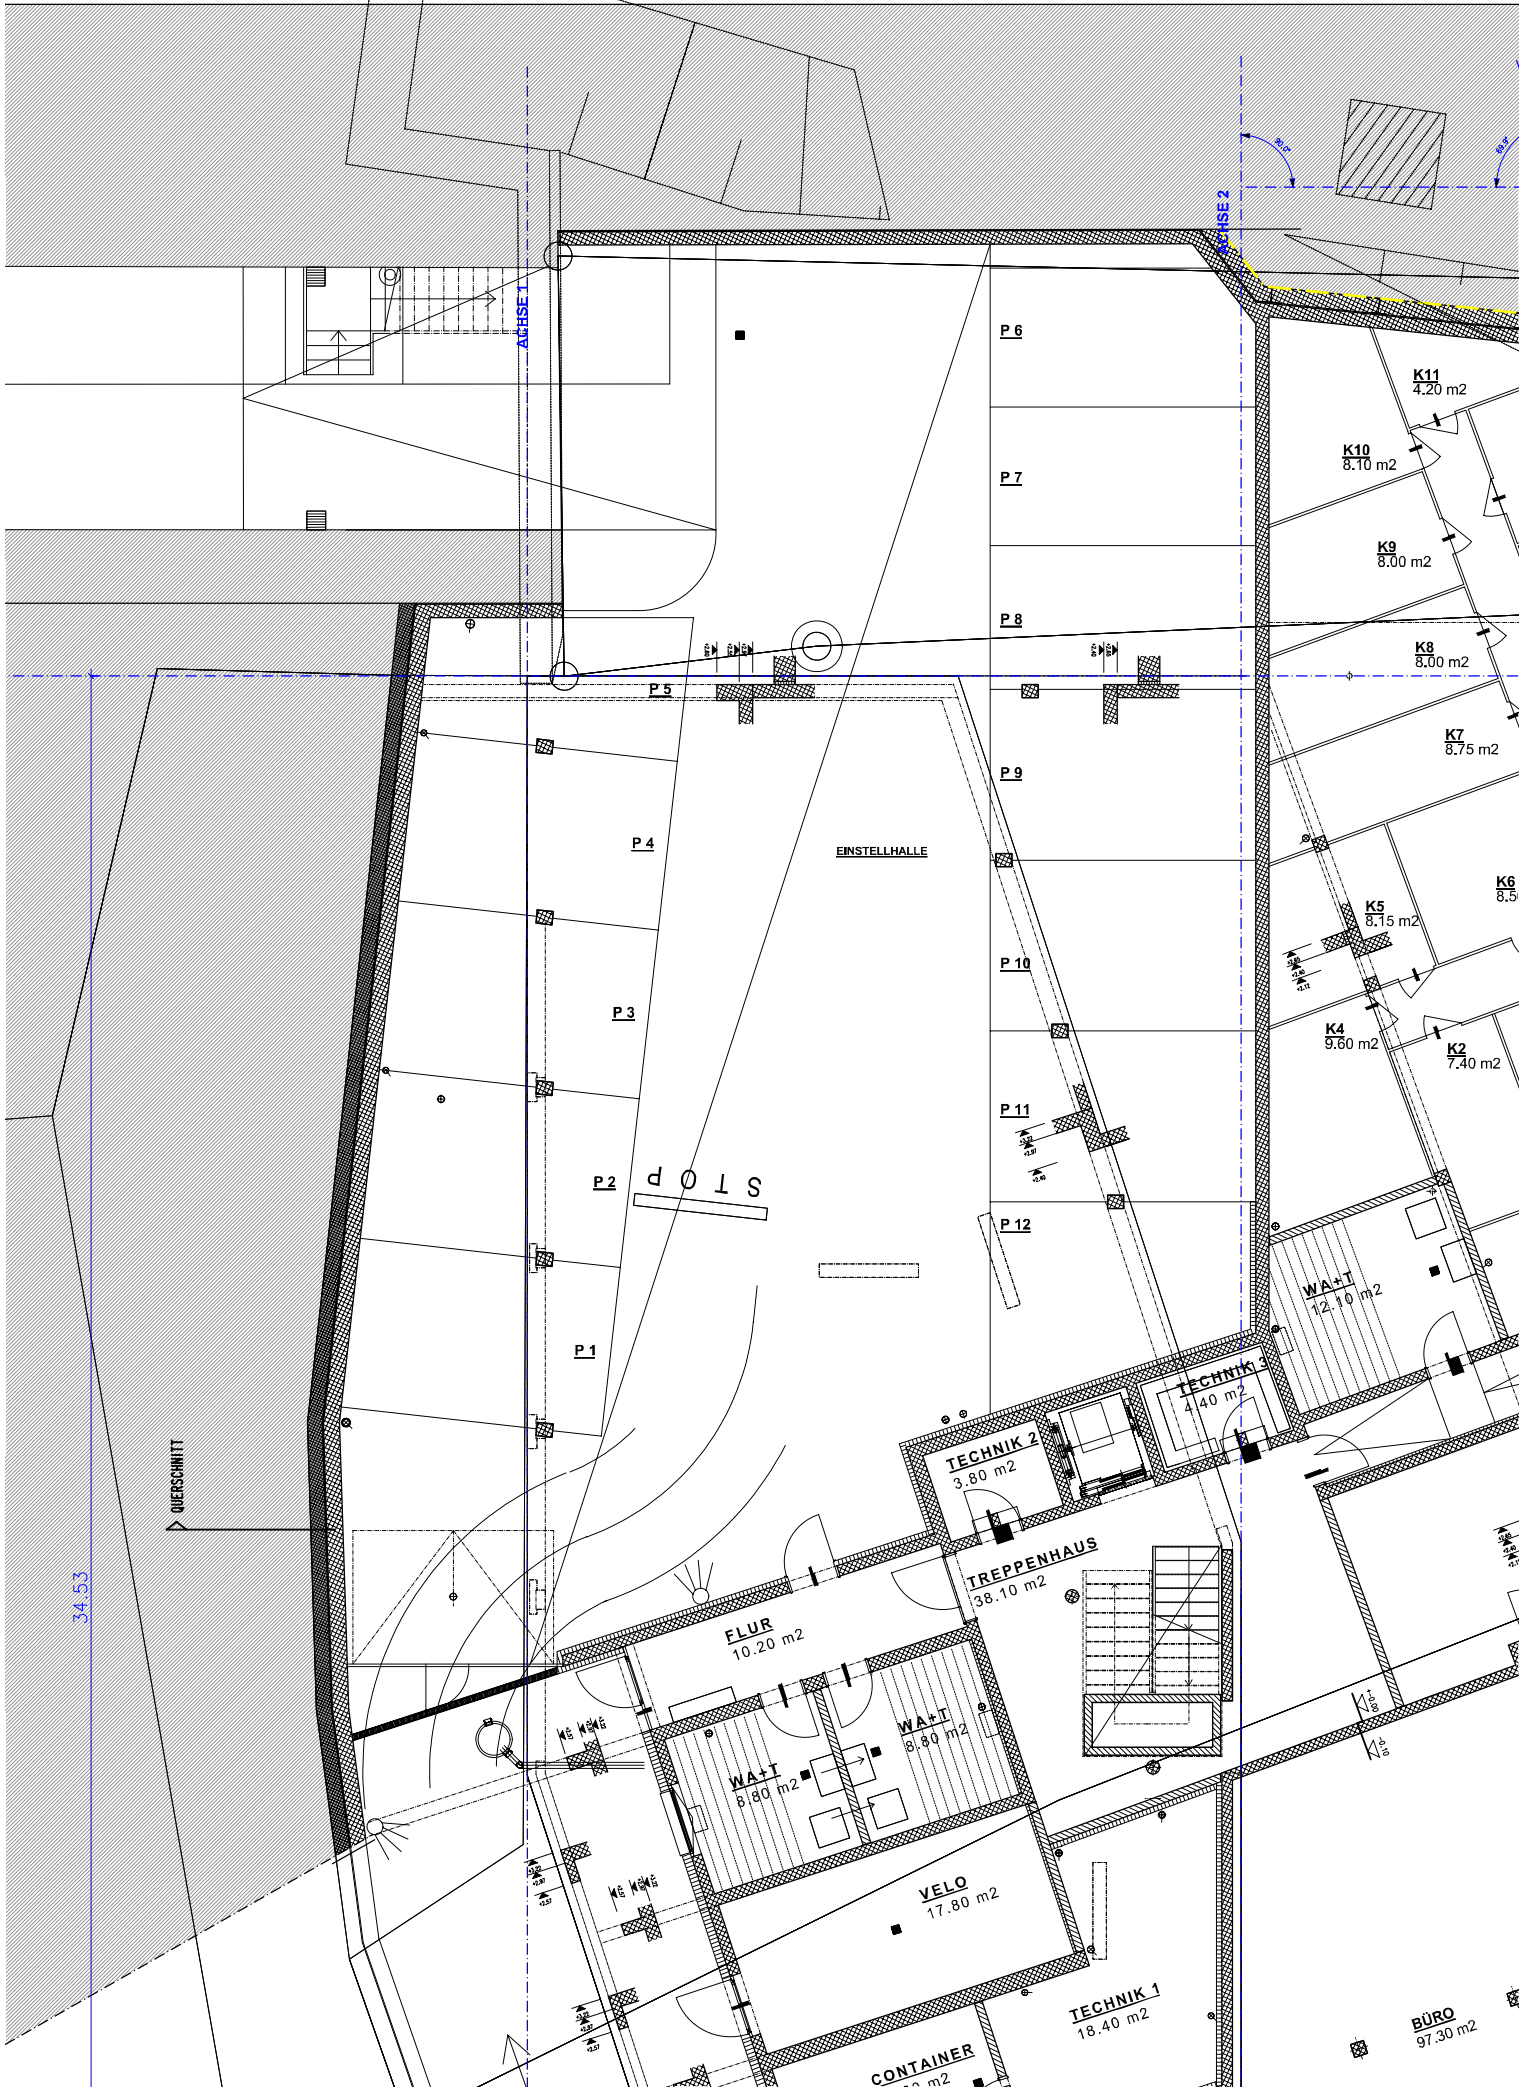 90.0°
69.9°
ACHSE 2
ACHSE 1
P 6
K11
4.20 m2
K10
8.10 m2
P 7
K9
8.00 m2
P 8
K8
8.00 m2
P 5
K7
8.75 m2
P 9
P 4
EINSTELLHALLE
K6
K5
8.15 m2
P 10
P 3
K4
9.60 m2
K2
7.40 m2
P 11
P 2
STOP
P 12
WA+T
12.10 m2
P 1
TECHNIK 3
4.40 m2
TECHNIK 2
3.80 m2
QUERSCHNITT
34.53
TREPPENHAUS
38.10 m2
FLUR
10.20 m2
WA+T
8.80 m2
WA+T
8.80 m2
VELO
17.80 m2
TECHNIK 1
18.40 m2
BÜRO
97.30 m2
CONTAINER